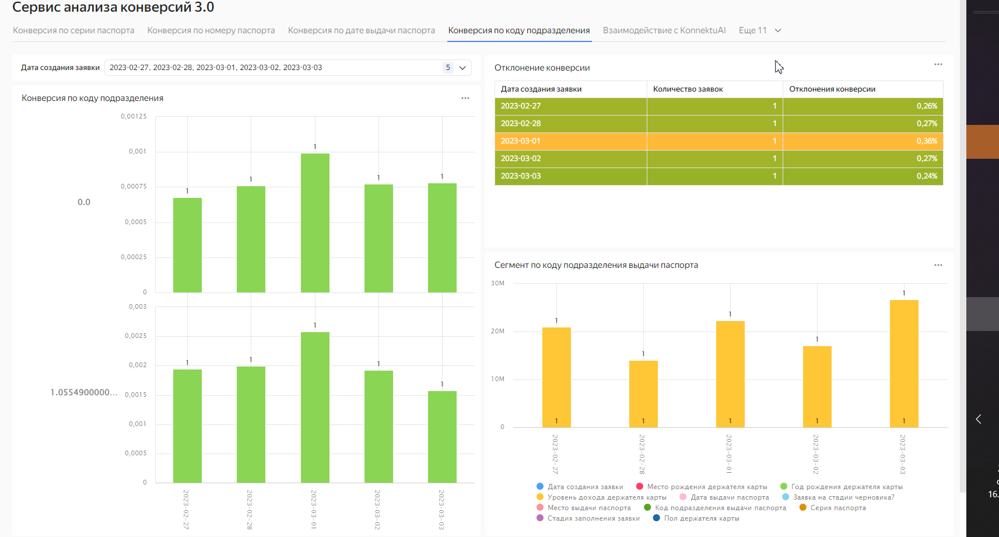 Сервис анализа конверсий 3.0
Конверсия по серии паспорта Конверсия по номеру паспорта Конверсия по дате выдачи паспорта Конверсия по коду подразделения Взаимодействие с KonnektuAI Еще 11
Дата создания заявки 2023-02-27, 2023-02-28, 2023-03-01, 2023-03-02, 2023-03-03 5
Конверсия по коду подразделения
0.0
0,00125
0,001
0,00075
0,0005
0,00025
0
1 1 1 1 1
1.0554900000...
0,003
0,0025
0,002
0,0015
0,001
0,0005
0
1 1 1 1 1
2023-02-27 2023-02-28 2023-03-01 2023-03-02 2023-03-03
Отклонение конверсии
Дата создания заявки Количество заявок Отклонения конверсии
2023-02-27 1 0,26%
2023-02-28 1 0,27%
2023-03-01 1 0,36%
2023-03-02 1 0,27%
2023-03-03 1 0,24%
Сегмент по коду подразделения выдачи паспорта
30M
20M
10M
0
1 1 1 1 1
1 1 1 1 1
2023-02-27 2023-02-28 2023-03-01 2023-03-02 2023-03-03
Дата создания заявки Место рождения держателя карты Год рождения держателя карты
Уровень дохода держателя карты Дата выдачи паспорта Заявка на стадии черновика?
Место выдачи паспорта Код подразделения выдачи паспорта Серия паспорта
Стадия заполнения заявки Пол держателя карты
16.